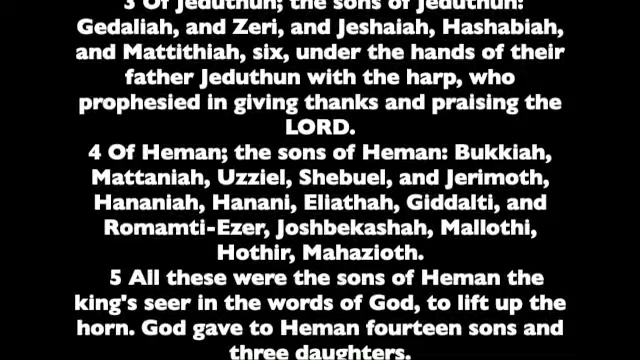 3 Of Jeduthun; the sons of Jeduthun:
Gedaliah, and Zeri, and Jeshaiah, Hashabiah,
and Mattithiah, six, under the hands of their
father Jeduthun with the harp, who
prophesied in giving thanks and praising the
LORD.
4 Of Heman; the sons of Heman: Bukkiah,
Mattaniah, Uzziel, Shebuel, and Jerimoth,
Hananiah, Hanani, Eliathah, Giddalti, and
Romamti-Ezer, Joshbekashah, Mallothi,
Hothir, Mahazioth.
5 All these were the sons of Heman the
king's seer in the words of God, to lift up the
horn. God gave to Heman fourteen sons and
three daughters.